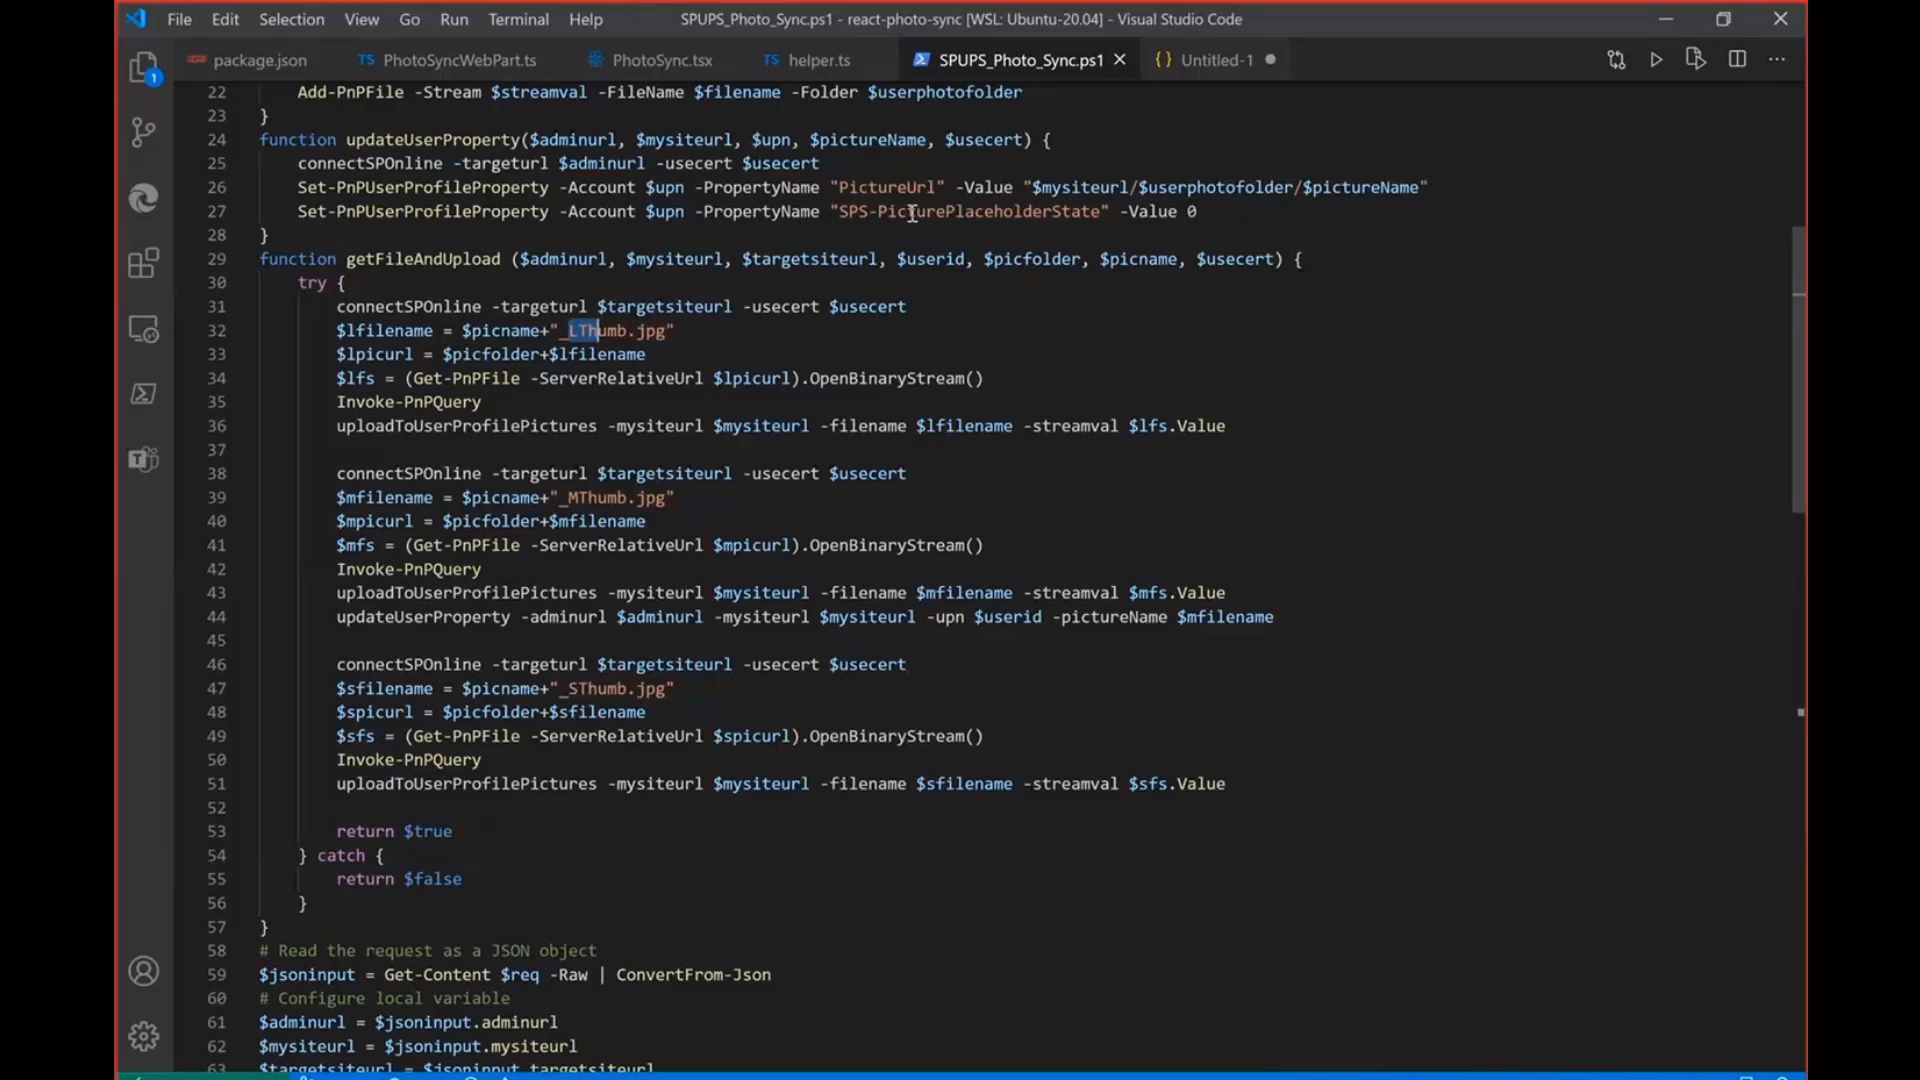 File Edit Selection View Go Run Terminal Help SPUPS_Photo_Sync.ps1 - react-photo-sync [WSL: Ubuntu-20.04] - Visual Studio Code
package.json TS PhotoSyncWebPart.ts PhotoSync.tsx TS helper.ts SPUPS_Photo_Sync.ps1 {} Untitled-1
1
22 Add-PnPFile -Stream $streamval -FileName $filename -Folder $userphotofolder
23 }
24 function updateUserProperty($adminurl, $mysiteurl, $upn, $pictureName, $usecert) {
25 connectSPOnline -targeturl $adminurl -usecert $usecert
26 Set-PnPUserProfileProperty -Account $upn -PropertyName "PictureUrl" -Value "$mysiteurl/$userphotofolder/$pictureName"
27 Set-PnPUserProfileProperty -Account $upn -PropertyName "SPS-PicturePlaceholderState" -Value 0
28 }
29 function getFileAndUpload ($adminurl, $mysiteurl, $targetsiteurl, $userid, $picfolder, $picname, $usecert) {
30 try {
31 connectSPOnline -targeturl $targetsiteurl -usecert $usecert
32 $lfilename = $picname+"_LThumb.jpg"
33 $lpicurl = $picfolder+$lfilename
34 $lfs = (Get-PnPFile -ServerRelativeUrl $lpicurl).OpenBinaryStream()
35 Invoke-PnPQuery
36 uploadToUserProfilePictures -mysiteurl $mysiteurl -filename $lfilename -streamval $lfs.Value
37
38 connectSPOnline -targeturl $targetsiteurl -usecert $usecert
39 $mfilename = $picname+"_MThumb.jpg"
40 $mpicurl = $picfolder+$mfilename
41 $mfs = (Get-PnPFile -ServerRelativeUrl $mpicurl).OpenBinaryStream()
42 Invoke-PnPQuery
43 uploadToUserProfilePictures -mysiteurl $mysiteurl -filename $mfilename -streamval $mfs.Value
44 updateUserProperty -adminurl $adminurl -mysiteurl $mysiteurl -upn $userid -pictureName $mfilename
45
46 connectSPOnline -targeturl $targetsiteurl -usecert $usecert
47 $sfilename = $picname+"_SThumb.jpg"
48 $spicurl = $picfolder+$sfilename
49 $sfs = (Get-PnPFile -ServerRelativeUrl $spicurl).OpenBinaryStream()
50 Invoke-PnPQuery
51 uploadToUserProfilePictures -mysiteurl $mysiteurl -filename $sfilename -streamval $sfs.Value
52
53 return $true
54 } catch {
55 return $false
56 }
57 }
58 # Read the request as a JSON object
59 $jsoninput = Get-Content $req -Raw | ConvertFrom-Json
60 # Configure local variable
61 $adminurl = $jsoninput.adminurl
62 $mysiteurl = $jsoninput.mysiteurl
63 $targetsiteurl = $jsoninput.targetsiteurl